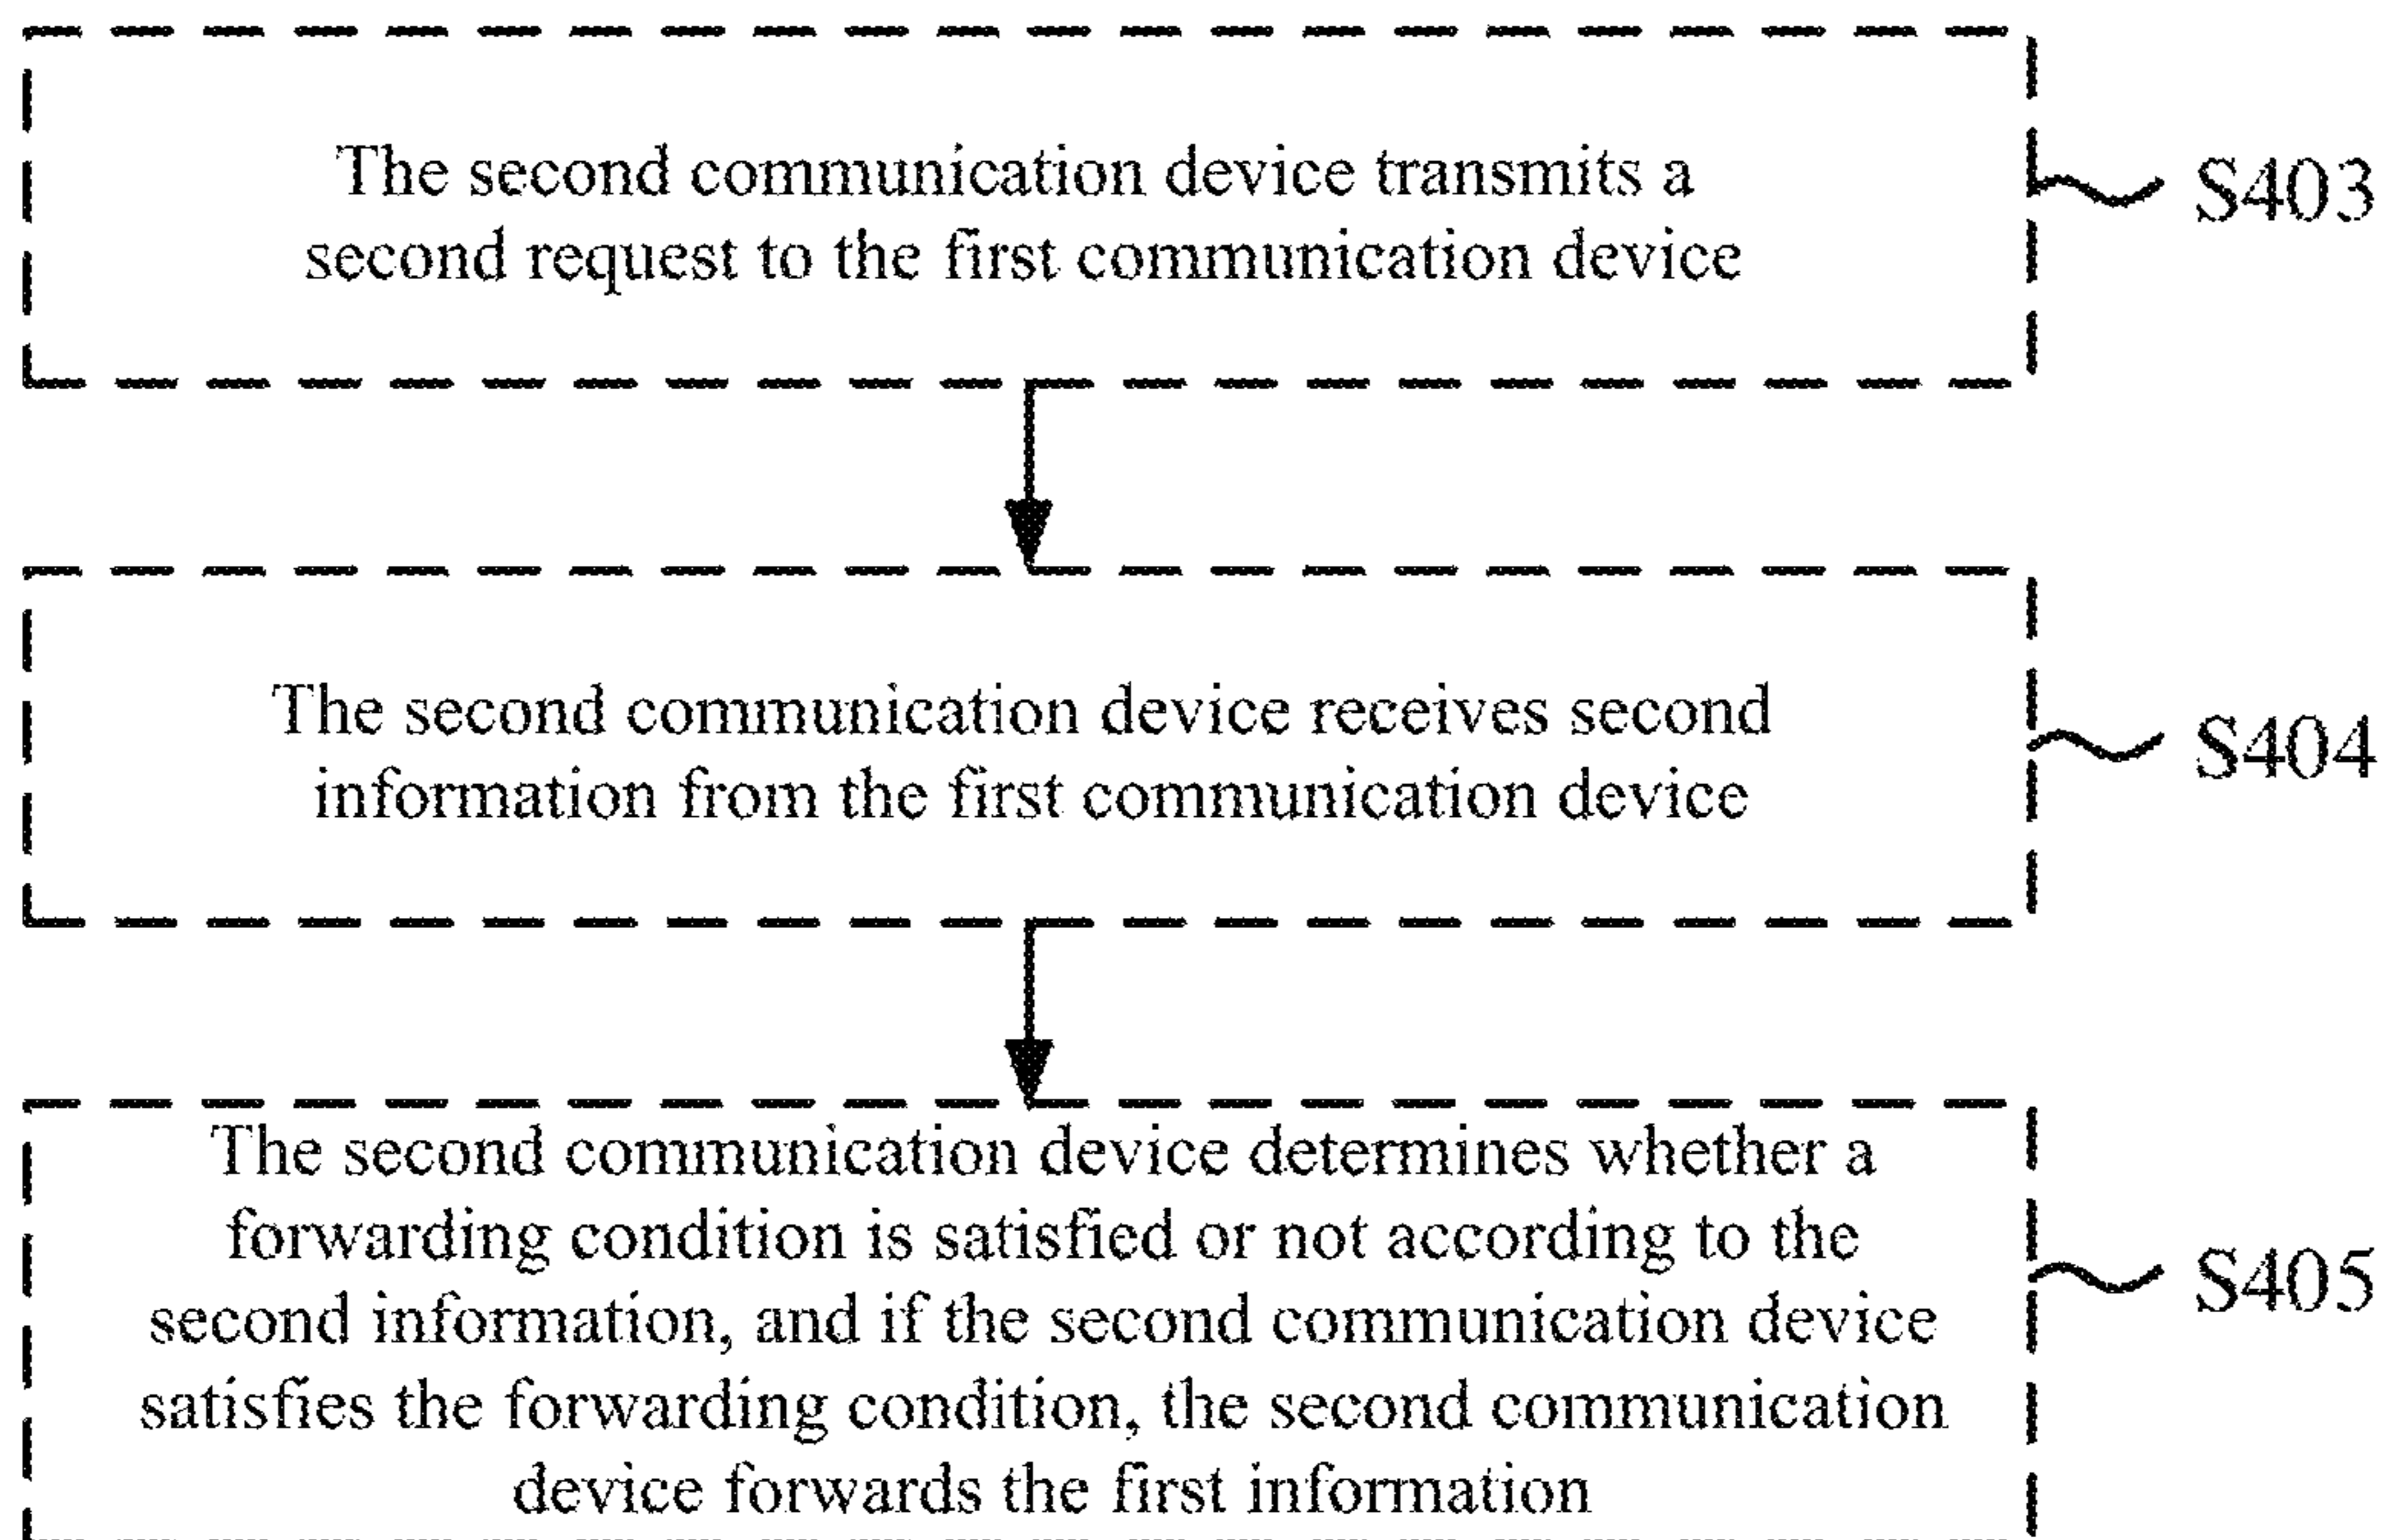 The second communication device transmits a
second request to the first communication device
S403
The second communication device receives second
information from the first communication device
S404
The second communication device determines whether a
forwarding condition is satisfied or not according to the
second information, and if the second communication device
satisfies the forwarding condition, the second communication
device forwards the first information
S405